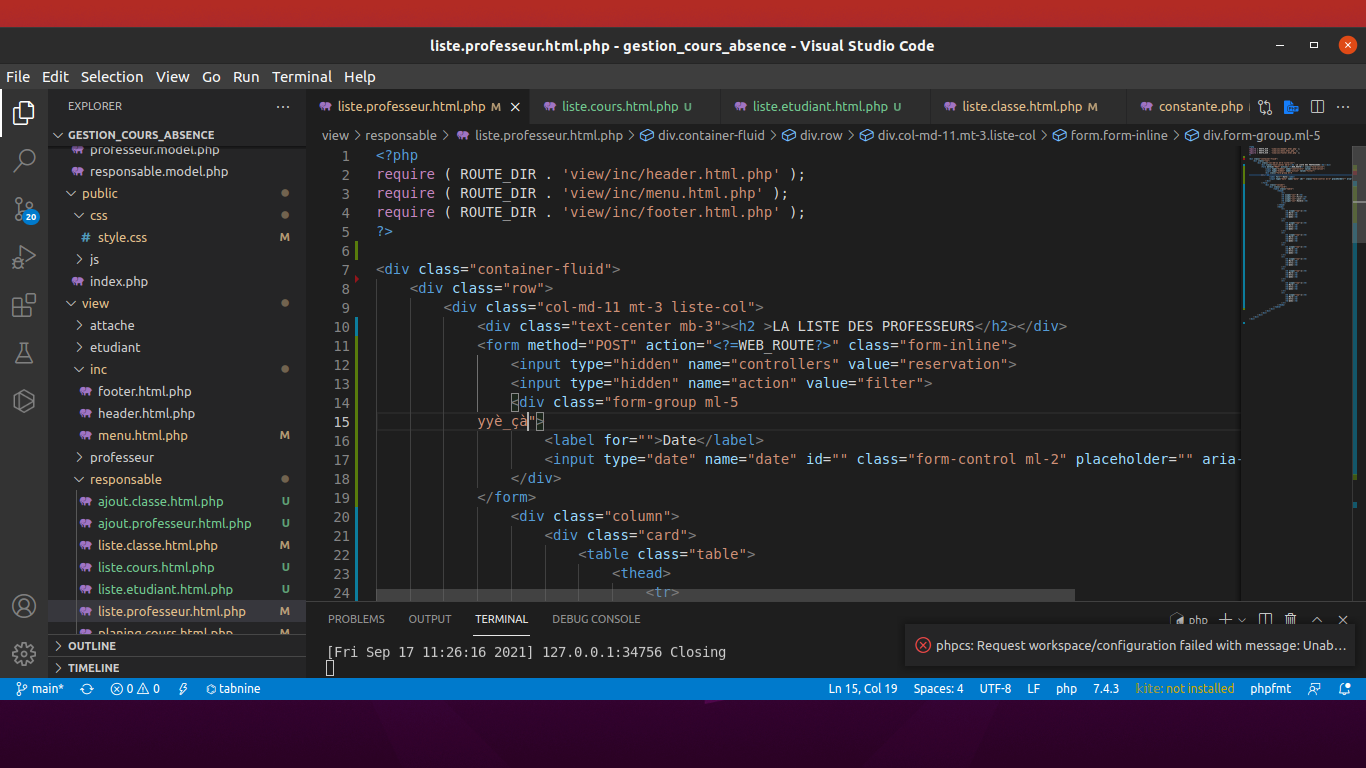 liste.professeur.html.php - gestion_cours_absence - Visual Studio Code
File Edit Selection View Go Run Terminal Help
EXPLORER
liste.professeur.html.php M
liste.cours.html.php U
liste.etudiant.html.php U
liste.classe.html.php M
constante.php
view > responsable > liste.professeur.html.php > div.container-fluid > div.row > div.col-md-11.mt-3.liste-col > form.form-inline > div.form-group.ml-5
GESTION_COURS_ABSENCE
professeur.model.php
responsable.model.php
public
css
# style.css M
js
index.php
view
attache
etudiant
inc
footer.html.php
header.html.php
menu.html.php M
professeur
responsable
ajout.classe.html.php U
ajout.professeur.html.php U
liste.classe.html.php M
liste.cours.html.php U
liste.etudiant.html.php U
liste.professeur.html.php M
planing.cours.html.php
OUTLINE
TIMELINE
20
1 <?php
2 require ( ROUTE_DIR . 'view/inc/header.html.php' );
3 require ( ROUTE_DIR . 'view/inc/menu.html.php' );
4 require ( ROUTE_DIR . 'view/inc/footer.html.php' );
5 ?>
6
7 <div class="container-fluid">
8 <div class="row">
9 <div class="col-md-11 mt-3 liste-col">
10 <div class="text-center mb-3"><h2 >LA LISTE DES PROFESSEURS</h2></div>
11 <form method="POST" action="<?=WEB_ROUTE?>" class="form-inline">
12 <input type="hidden" name="controllers" value="reservation">
13 <input type="hidden" name="action" value="filter">
14 <div class="form-group ml-5
15 yyè_çà">
16 <label for="">Date</label>
17 <input type="date" name="date" id="" class="form-control ml-2" placeholder="" aria-
18 </div>
19 </form>
20 <div class="column">
21 <div class="card">
22 <table class="table">
23 <thead>
24 <tr>
PROBLEMS OUTPUT TERMINAL DEBUG CONSOLE
php
[Fri Sep 17 11:26:16 2021] 127.0.0.1:34756 Closing
phpcs: Request workspace/configuration failed with message: Unab...
main* 0 0 tabnine
Ln 15, Col 19 Spaces: 4 UTF-8 LF php 7.4.3 kite: not installed phpfmt